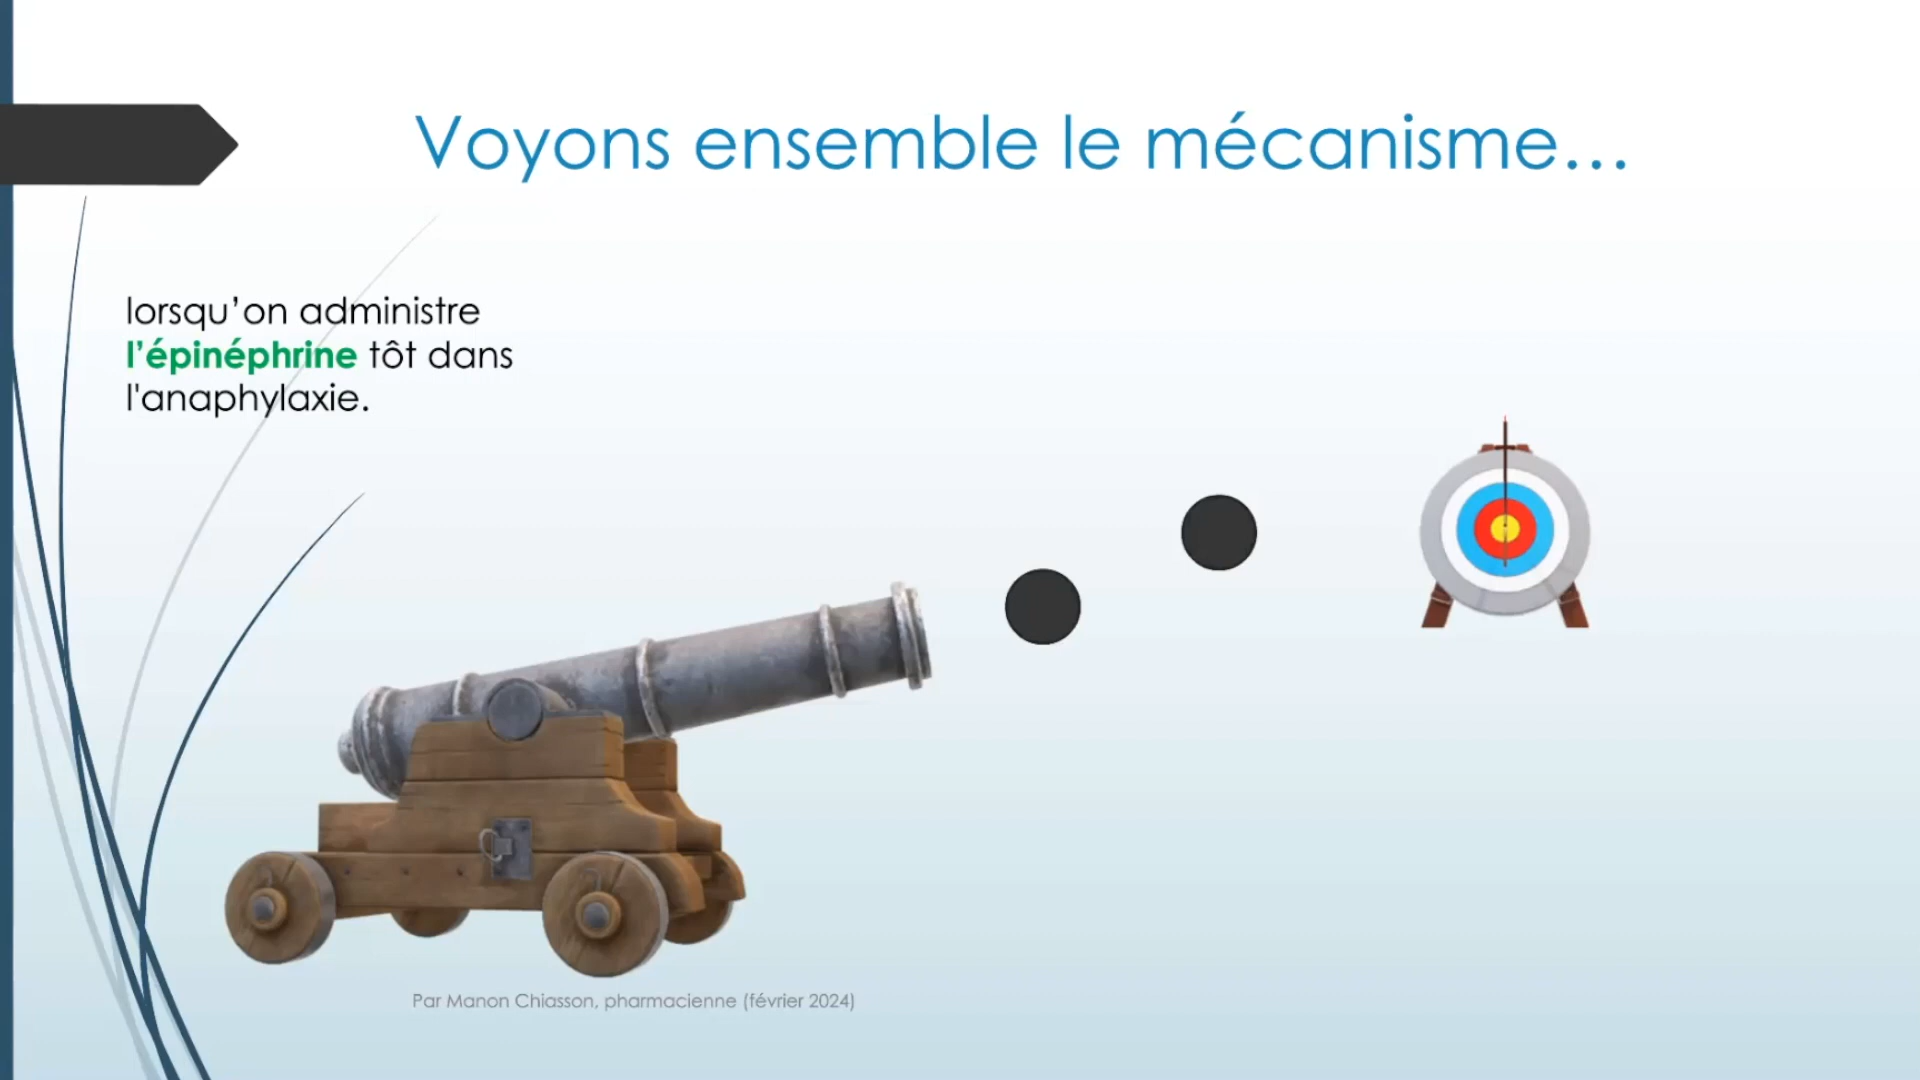 Voyons ensemble le mécanisme…
lorsqu’on administre
l’épinéphrine tôt dans
l'anaphylaxie.
Par Manon Chiasson, pharmacienne (février 2024)